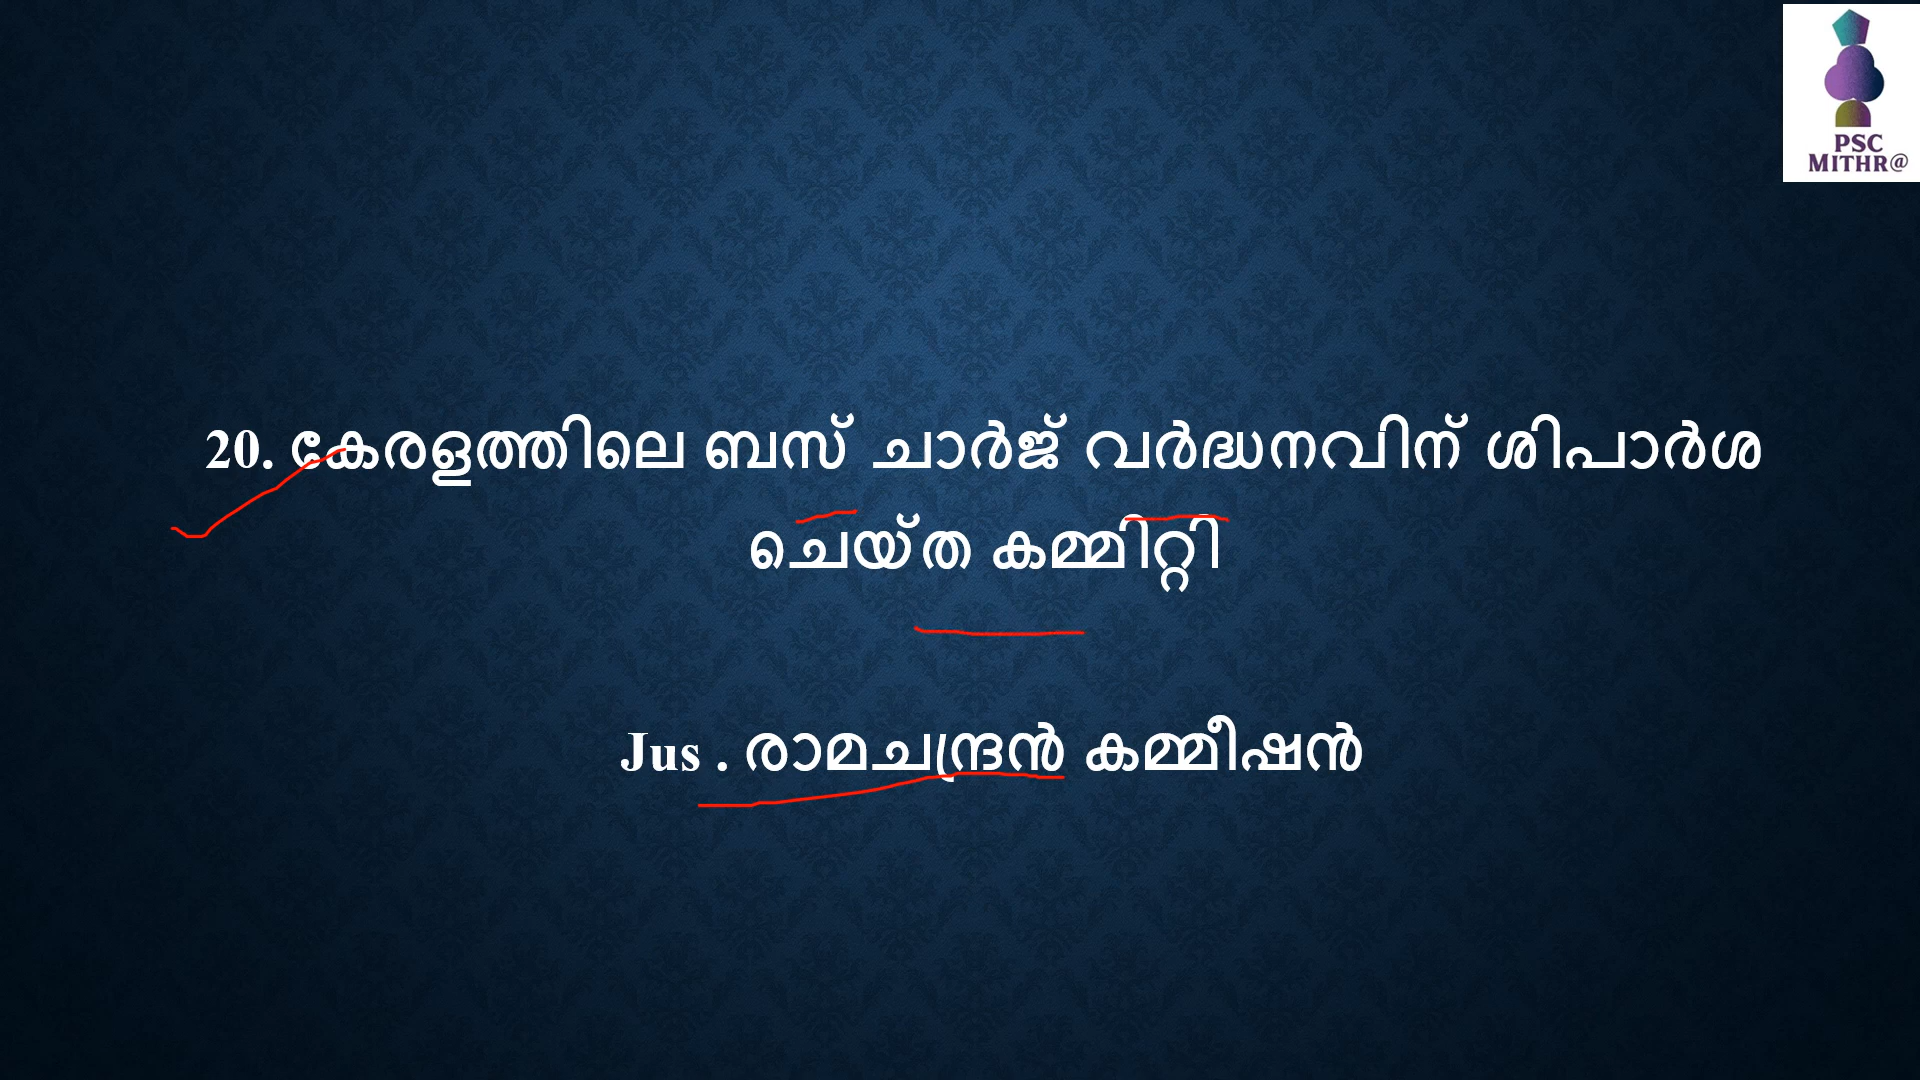 PSC
MITHR@
20. കേരളത്തിലെ ബസ് ചാർജ് വർദ്ധനവിന് ശിപാർശ
ചെയ്ത കമ്മിറ്റി
Jus . രാമചന്ദ്രൻ കമ്മീഷൻ